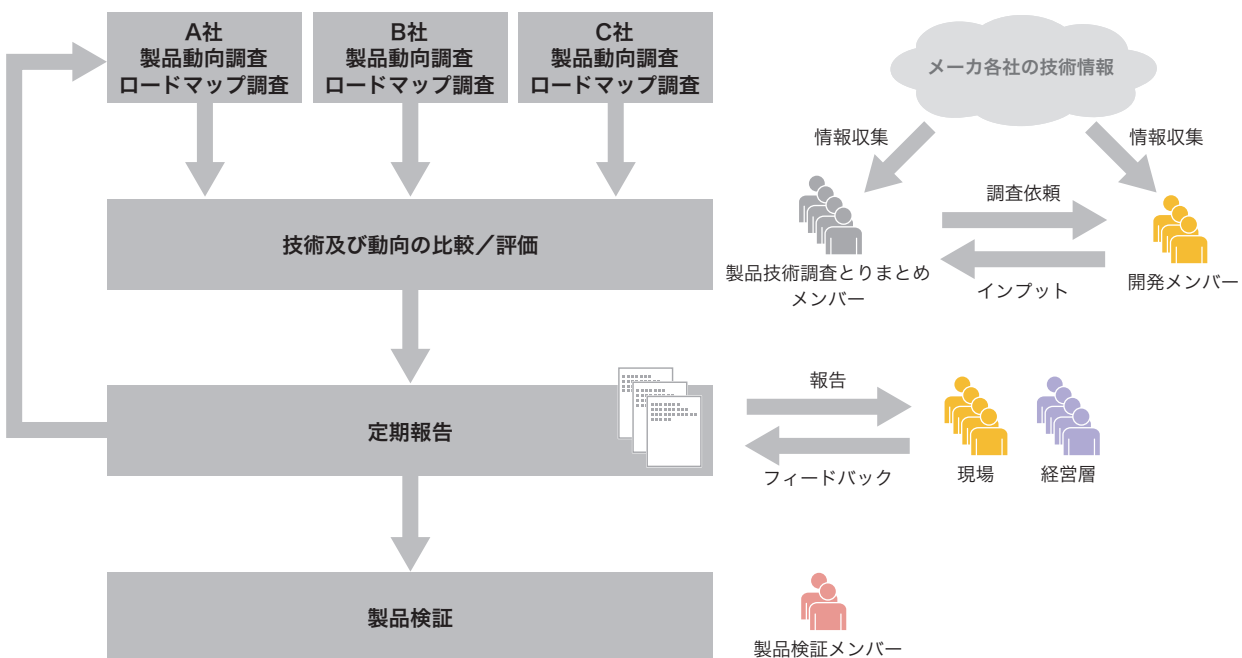 A社
製品動向調査
ロードマップ調査
B社
製品動向調査
ロードマップ調査
C社
製品動向調査
ロードマップ調査
メーカ各社の技術情報
情報収集
情報収集
技術及び動向の比較／評価
調査依頼
インプット
製品技術調査とりまとめ
メンバー
開発メンバー
定期報告
報告
フィードバック
現場
経営層
製品検証
製品検証メンバー